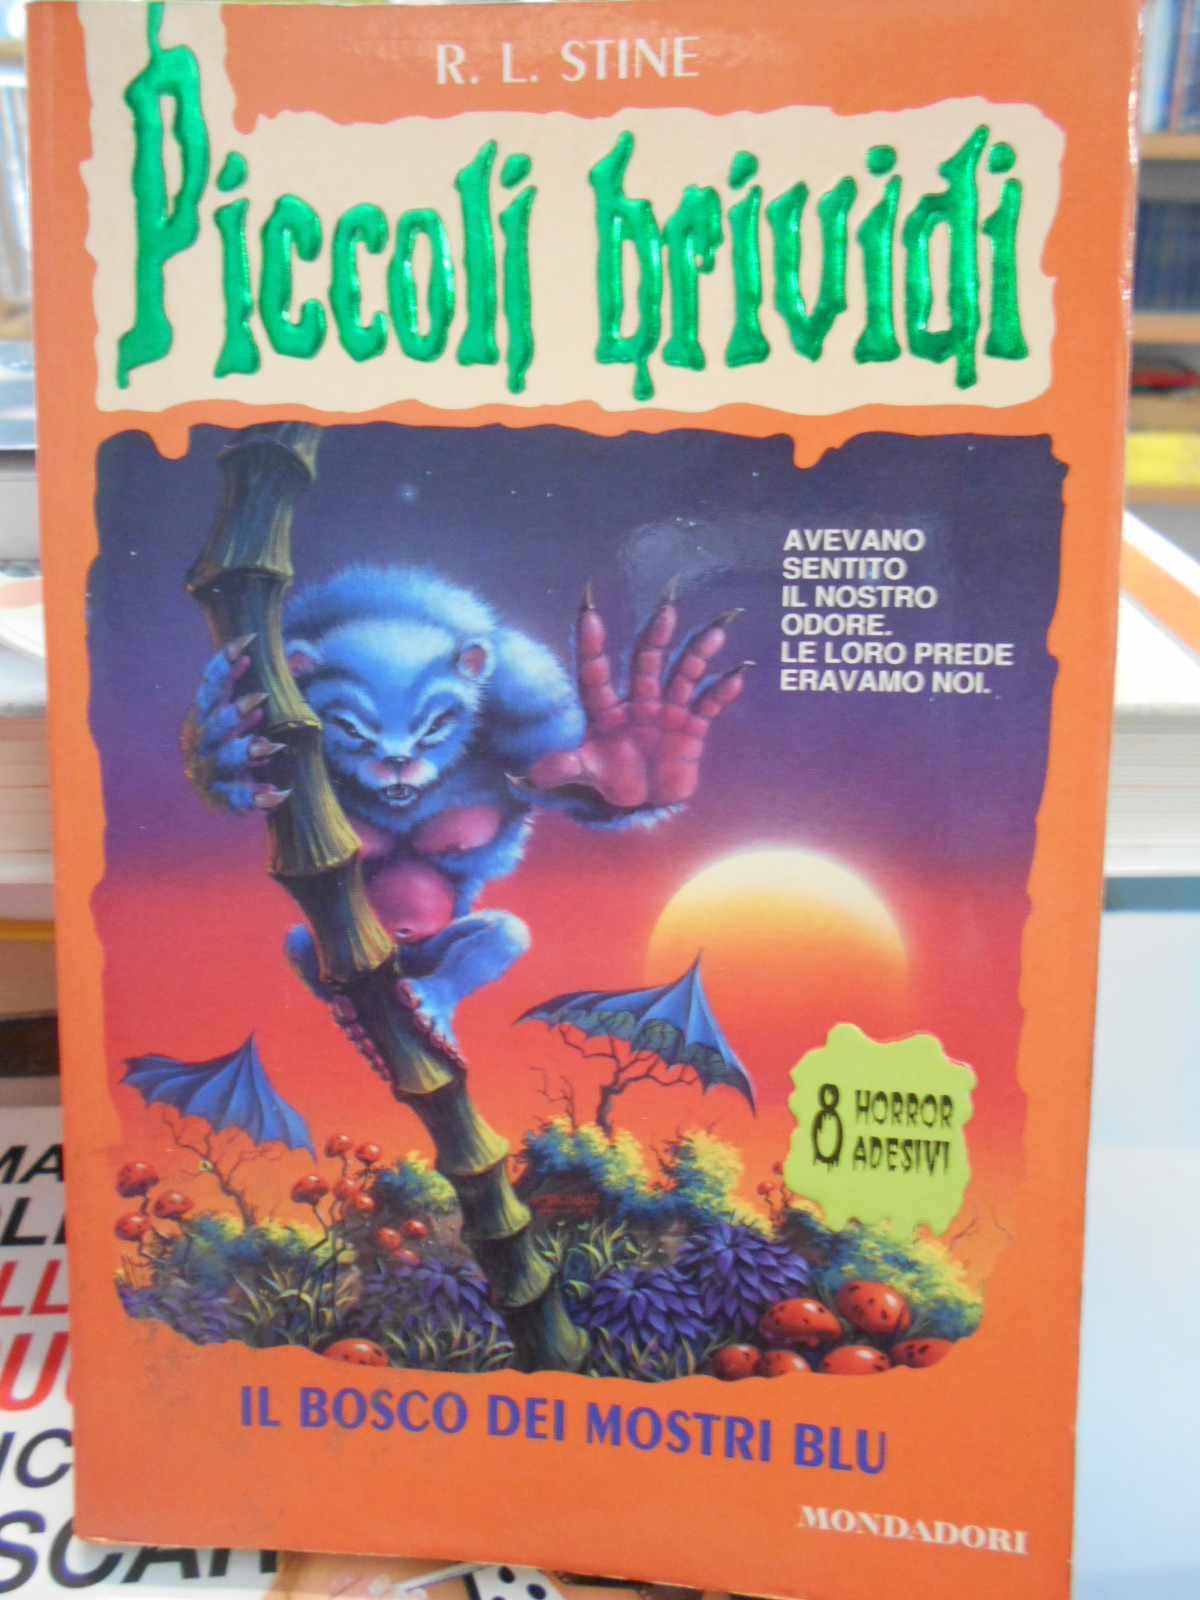 R. L. STINE
Piccoli brividi
AVEVANO
SENTITO
IL NOSTRO
ODORE.
LE LORO PREDE
ERAVAMO NOI.
8 HORROR
ADESIVI
IL BOSCO DEI MOSTRI BLU
MONDADORI